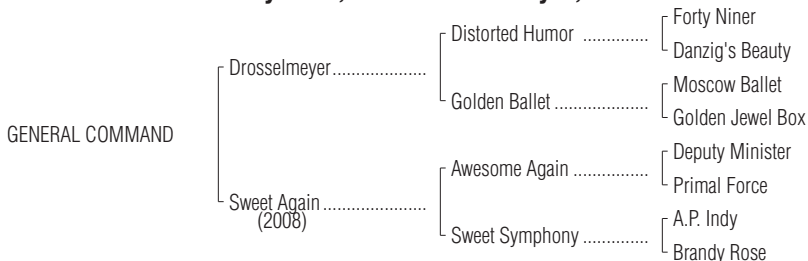 Forty Niner
Distorted Humor ..............
Danzig's Beauty
Drosselmeyer.....................
Moscow Ballet
Golden Ballet ....................
Golden Jewel Box
GENERAL COMMAND
Deputy Minister
Awesome Again ................
Primal Force
Sweet Again .......................
(2008)
A.P. Indy
Sweet Symphony ..............
Brandy Rose